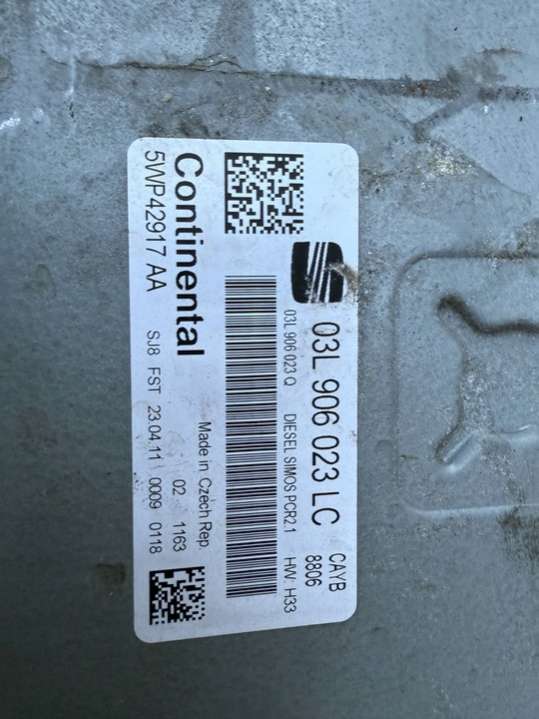 03L 906 023 LC
CAYB
8806
03L 906 023 Q DIESEL SIMOS PCR2.1 HW: H33
Made in Czech Rep.
02 1163
Continental
5WP42917 AA SJ8 FST 23.04.11 0009 0118